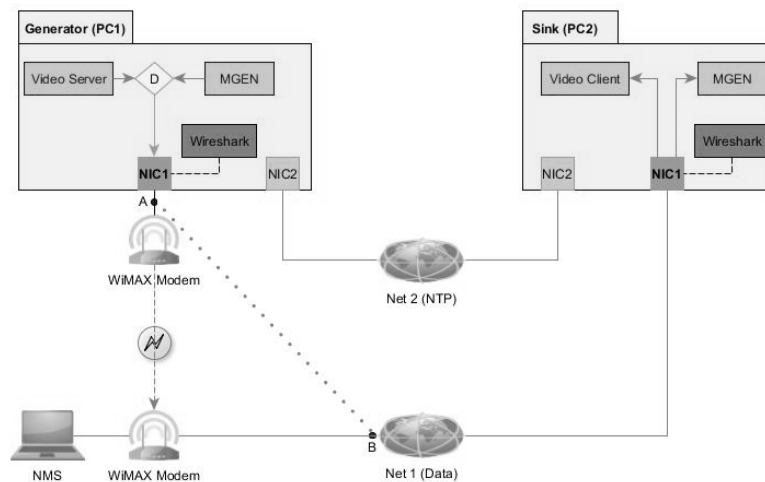 Generator (PC1)
Sink (PC2)
Video Server
D
MGEN
Video Client
MGEN
Wireshark
Wireshark
NIC1
NIC2
NIC2
NIC1
A
WiMAX Modem
Net 2 (NTP)
B
NMS
WiMAX Modem
Net 1 (Data)